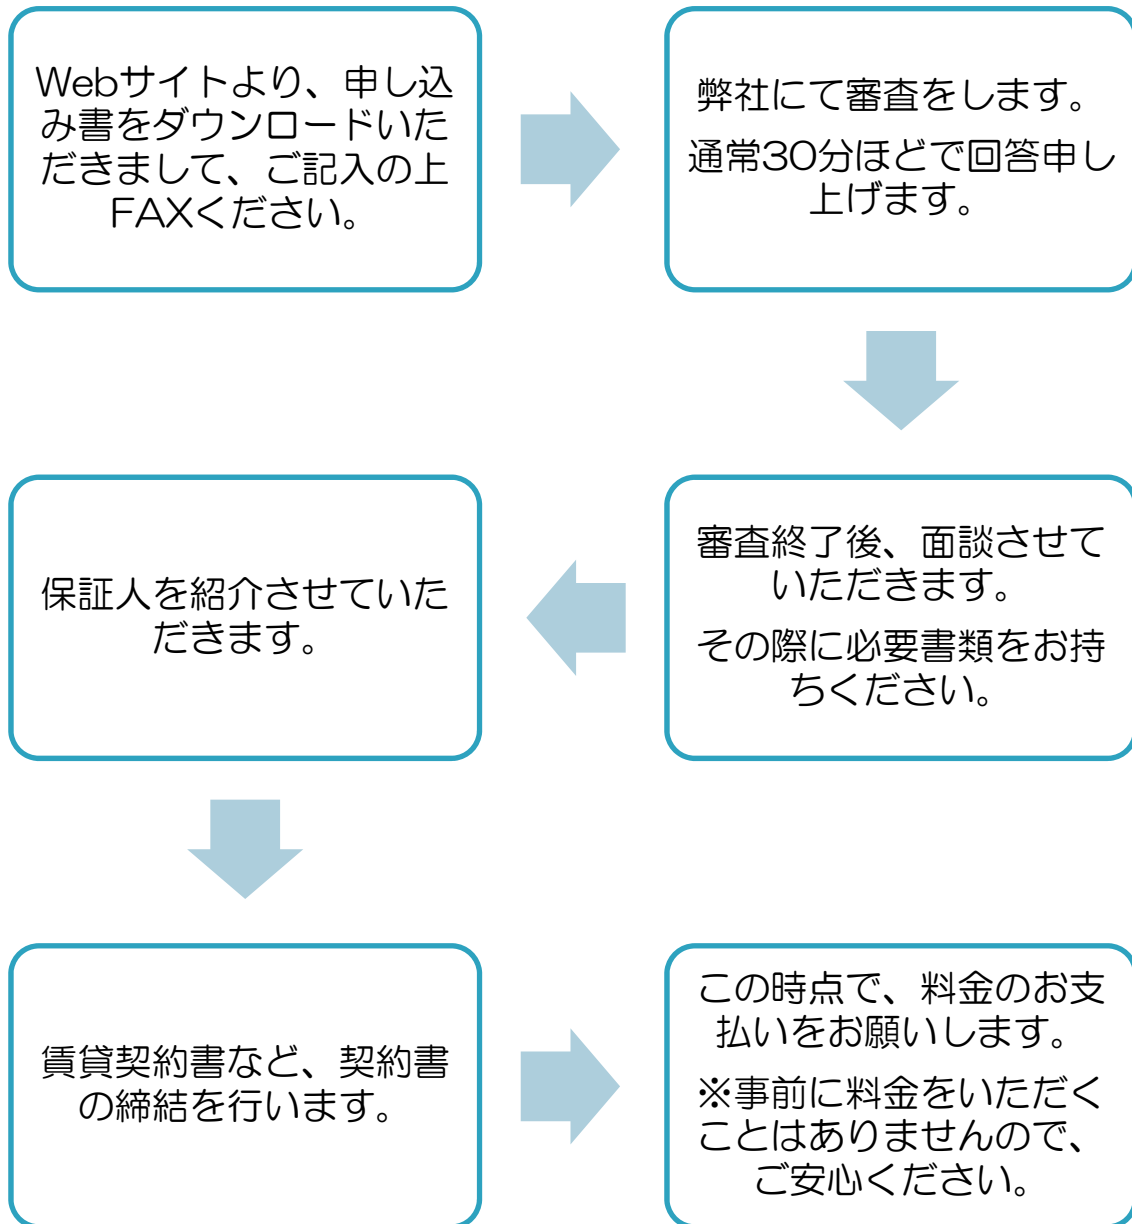 Webサイトより、申し込
み書をダウンロードいた
だきまして、ご記入の上
FAXください。
弊社にて審査をします。
通常30分ほどで回答申し
上げます。
審査終了後、面談させて
いただきます。
その際に必要書類をお持
ちください。
保証人を紹介させていた
だきます。
賃貸契約書など、契約書
の締結を行います。
この時点で、料金のお支
払いをお願いします。
※事前に料金をいただく
ことはありませんので、
ご安心ください。